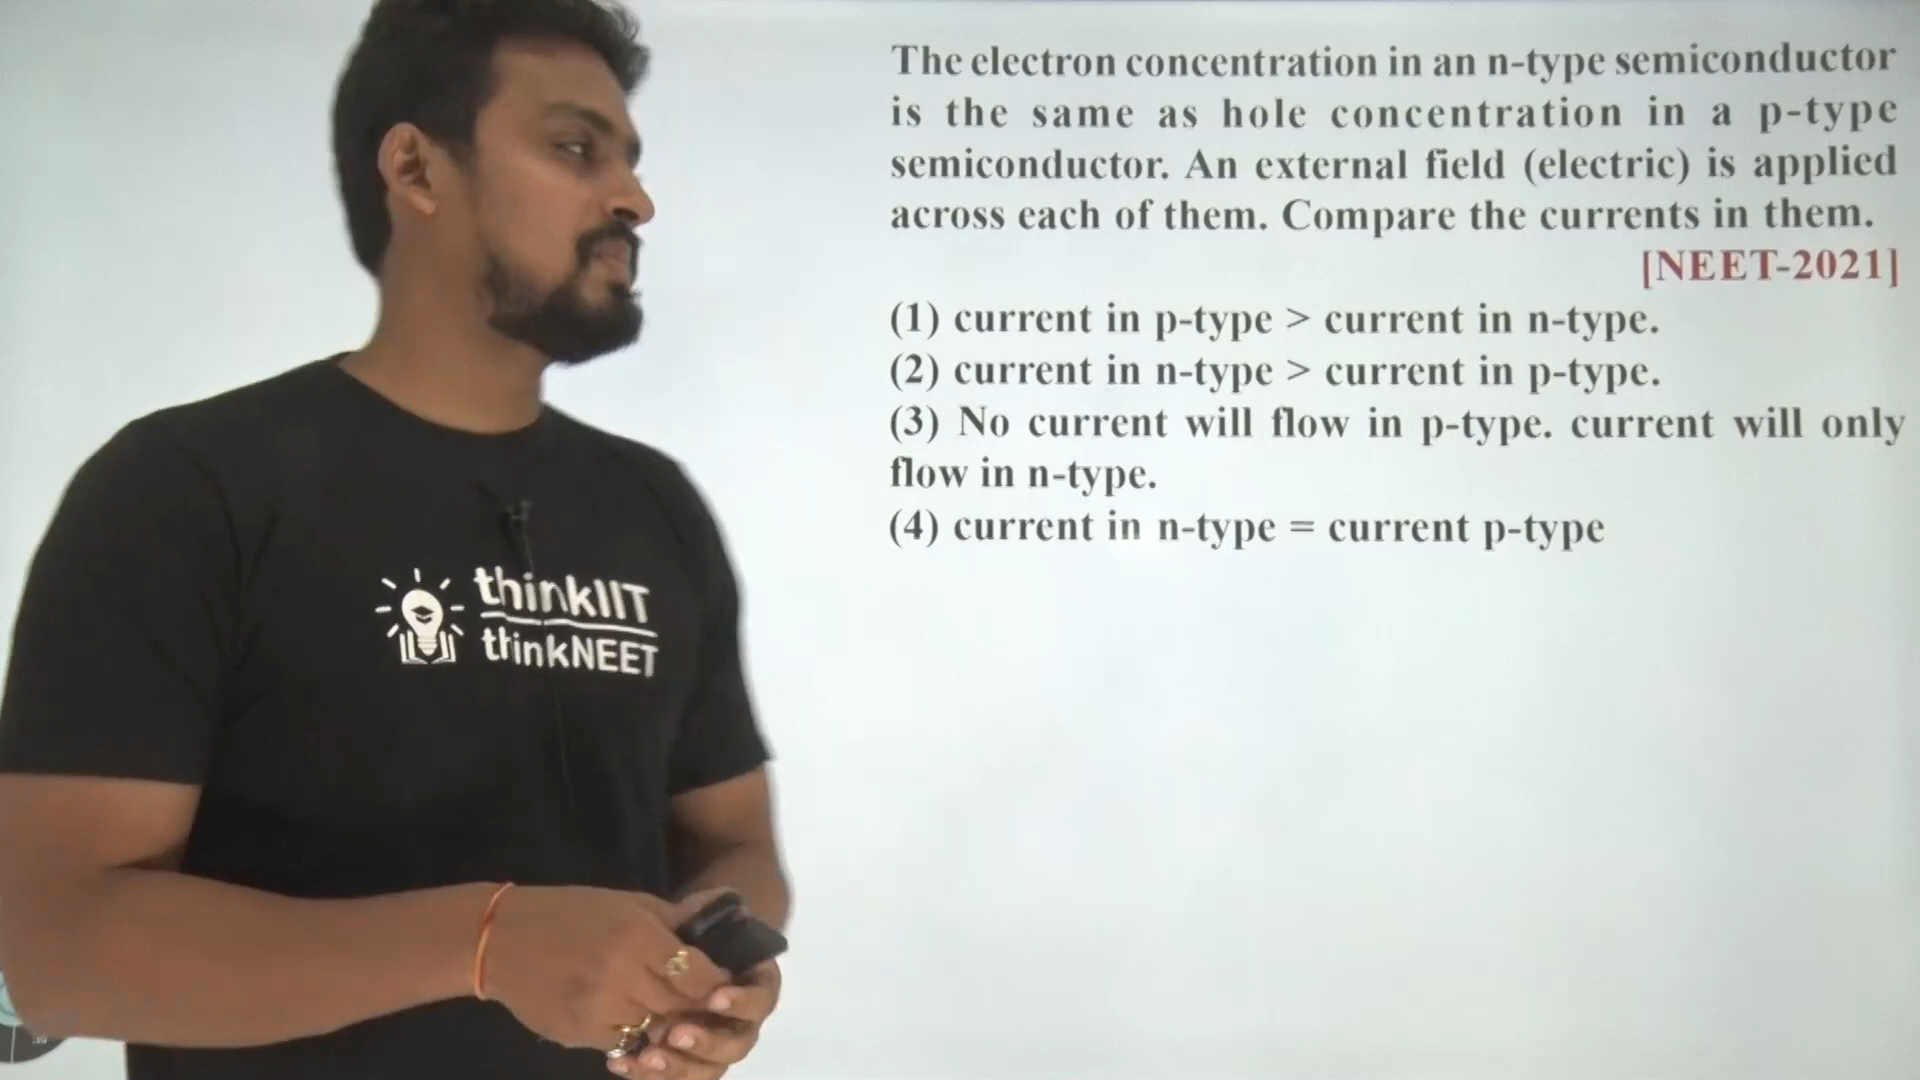 The electron concentration in an n-type semiconductor
is the same as hole concentration in a p-type
semiconductor. An external field (electric) is applied
across each of them. Compare the currents in them.
[NEET-2021]
(1) current in p-type > current in n-type.
(2) current in n-type > current in p-type.
(3) No current will flow in p-type. current will only
flow in n-type.
(4) current in n-type = current p-type
thinkIIT
thinkNEET